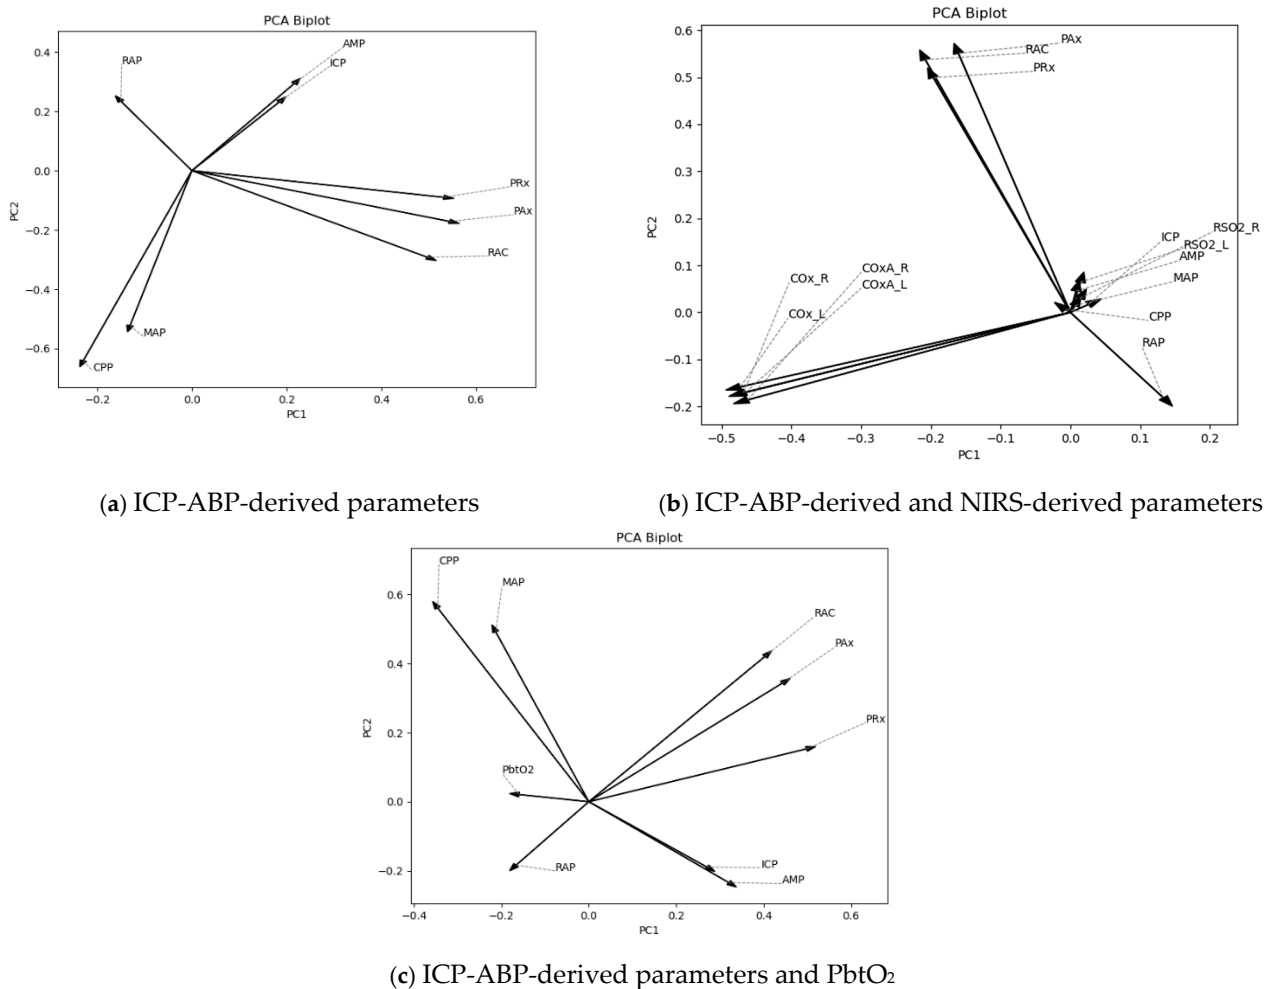 PCA Biplot
AMP
ICP
RAP
PRx
PAx
RAC
MAP
CPP
0.4
0.2
0.0
−0.2
−0.4
−0.6
PC2
−0.2 0.0 0.2 0.4 0.6
PC1
(a) ICP-ABP-derived parameters
PCA Biplot
PAx
RAC
PRx
RSO2_R
ICP
RSO2_L
AMP
MAP
COx_R
COxA_R
COxA_L
COx_L
CPP
RAP
0.6
0.5
0.4
0.3
0.2
0.1
0.0
−0.1
−0.2
PC2
−0.5 −0.4 −0.3 −0.2 −0.1 0.0 0.1 0.2
PC1
(b) ICP-ABP-derived and NIRS-derived parameters
PCA Biplot
CPP
MAP
RAC
PAx
PRx
PbtO2
RAP
ICP
AMP
0.6
0.4
0.2
0.0
−0.2
PC2
−0.4 −0.2 0.0 0.2 0.4 0.6
PC1
(c) ICP-ABP-derived parameters and PbtO₂